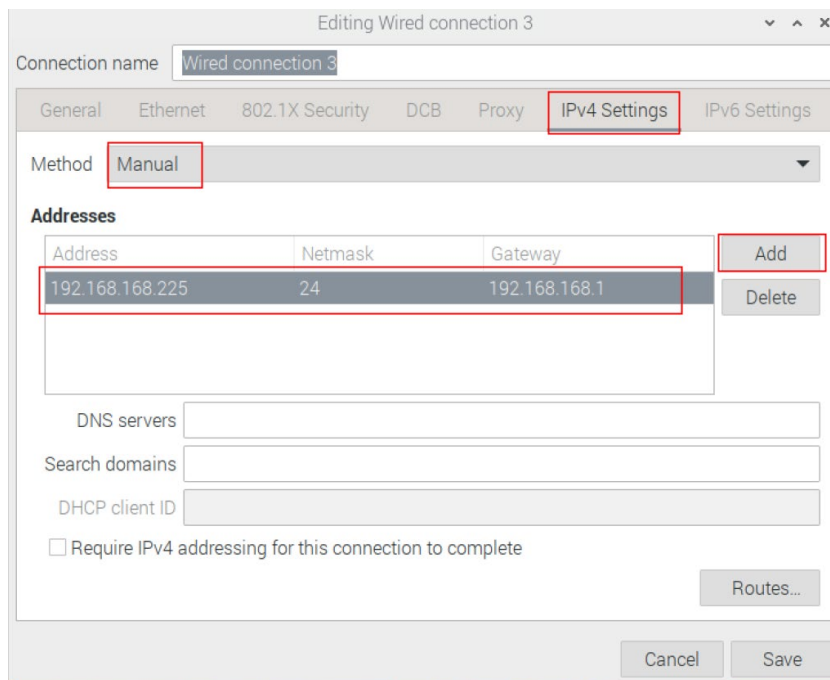 Editing Wired connection 3
Connection name Wired connection 3
General Ethernet 802.1X Security DCB Proxy IPv4 Settings IPv6 Settings
Method Manual
Addresses
Address Netmask Gateway
Add
192.168.168.225 24 192.168.168.1
Delete
DNS servers
Search domains
DHCP client ID
Require IPv4 addressing for this connection to complete
Routes...
Cancel Save